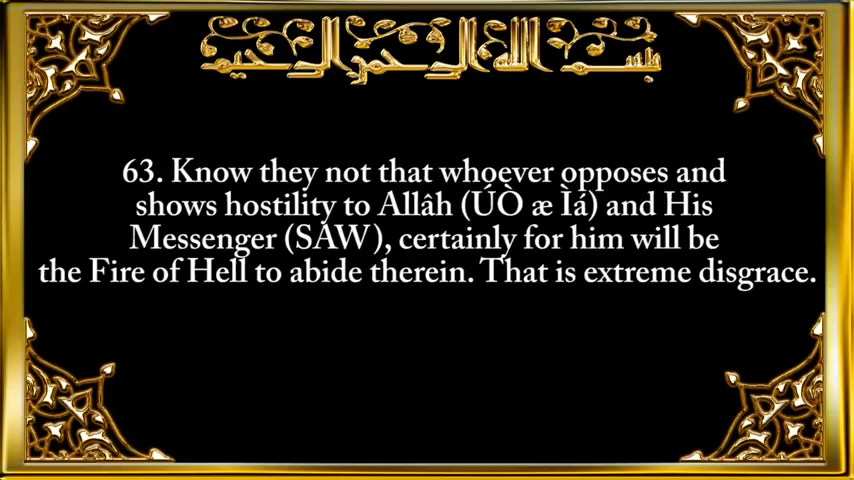 بسم الله الرحمن الرحيم
63. Know they not that whoever opposes and
shows hostility to Allâh (ÚÒ æ Ìá) and His
Messenger (SAW), certainly for him will be
the Fire of Hell to abide therein. That is extreme disgrace.